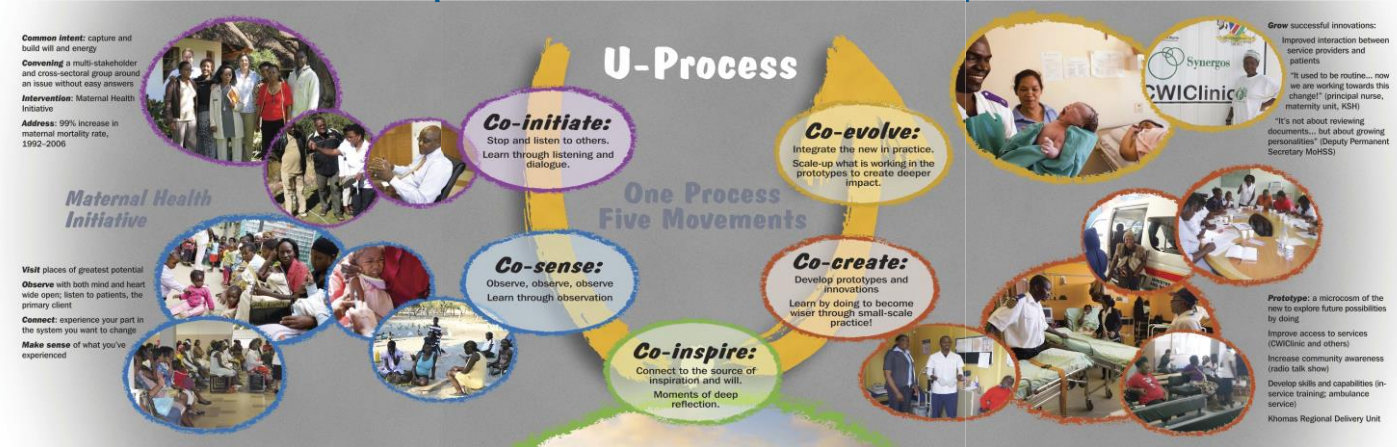 Common intent: capture and
build will and energy
Convening a multi-stakeholder
and cross-sectoral group around
an issue without easy answers
Intervention: Maternal Health
Initiative
Address: 99% increase in
maternal mortality rate,
1992–2006
Maternal Health
Initiative
Visit places of greatest potential
Observe with both mind and heart
wide open; listen to patients, the
primary client
Connect: experience your part in
the system you want to change
Make sense of what you've
experienced
U-Process
One Process
Five Movements
Co-initiate:
Stop and listen to others.
Learn through listening and
dialogue.
Co-sense:
Observe, observe, observe
Learn through observation
Co-inspire:
Connect to the source of
inspiration and will.
Moments of deep
reflection.
Co-create:
Develop prototypes and
innovations
Learn by doing to become
wiser through small-scale
practice!
Co-evolve:
Integrate the new in practice.
Scale-up what is working in the
prototypes to create deeper
impact.
Synergos
CWIClinic
Grow successful innovations:
Improved interaction between
service providers and
patients
"It used to be routine... now
we are working towards this
change!" (principal nurse,
maternity unit, KSH)
"It's not about reviewing
documents... but about growing
personalities" (Deputy Permanent
Secretary MoHSS)
Prototype: a microcosm of the
new to explore future possibilities
by doing
Improve access to services
(CWIClinic and others)
Increase community awareness
(radio talk show)
Develop skills and capabilities (in-
service training; ambulance
service)
Khomas Regional Delivery Unit